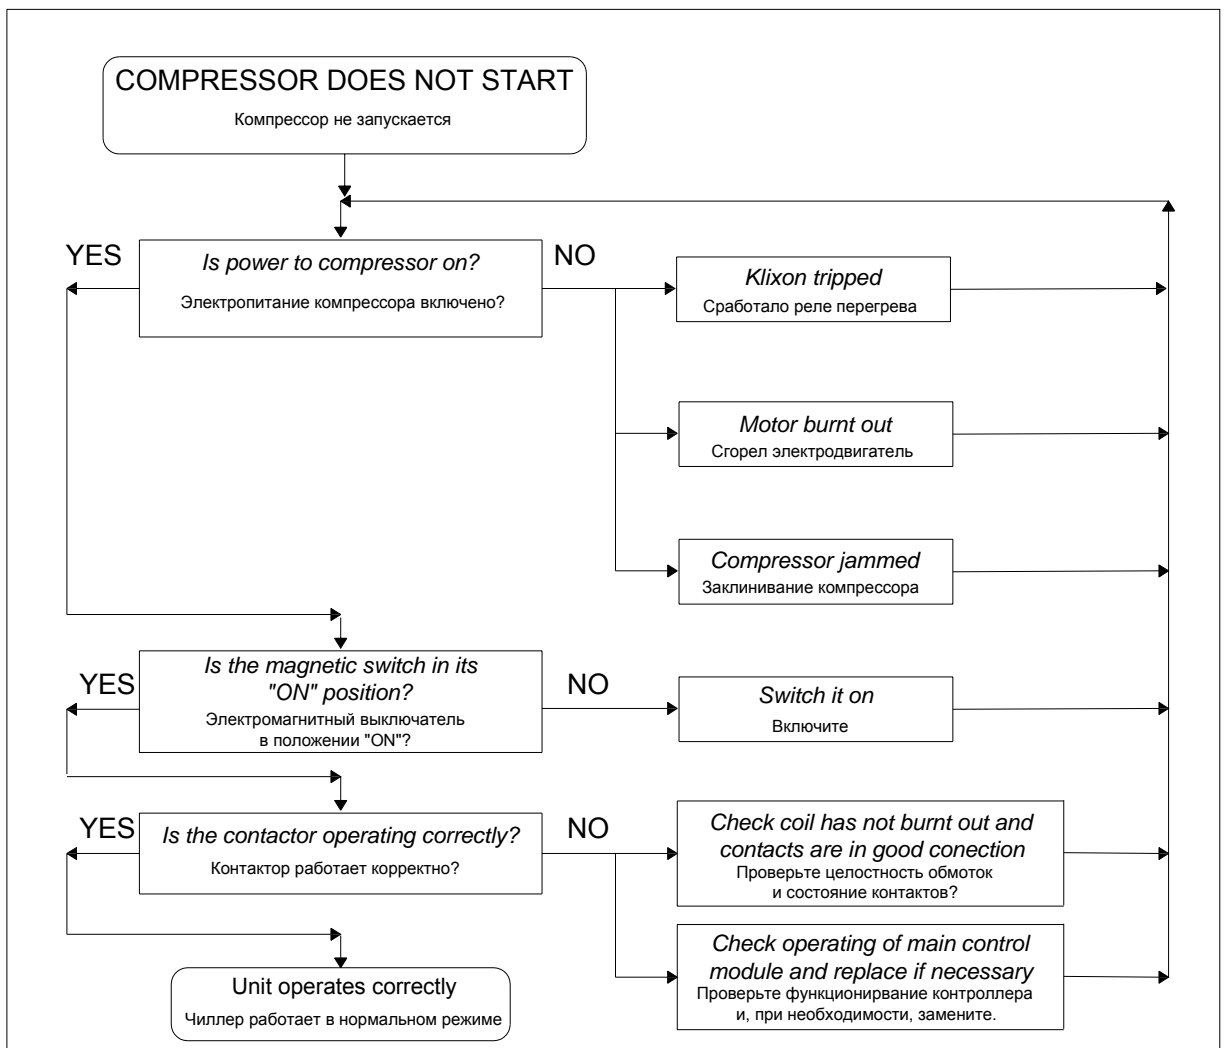 COMPRESSOR DOES NOT START
Компрессор не запускается
YES
Is power to compressor on?
Электропитание компрессора включено?
NO
Klixon tripped
Сработало реле перегрева
Motor burnt out
Сгорел электродвигатель
Compressor jammed
Заклинивание компрессора
YES
Is the magnetic switch in its
"ON" position?
Электромагнитный выключатель
в положении "ON"?
NO
Switch it on
Включите
YES
Is the contactor operating correctly?
Контактор работает корректно?
NO
Check coil has not burnt out and
contacts are in good conection
Проверьте целостность обмоток
и состояние контактов?
Check operating of main control
module and replace if necessary
Проверьте функционирвание контроллера
и, при необходимости, замените.
Unit operates correctly
Чиллер работает в нормальном режиме